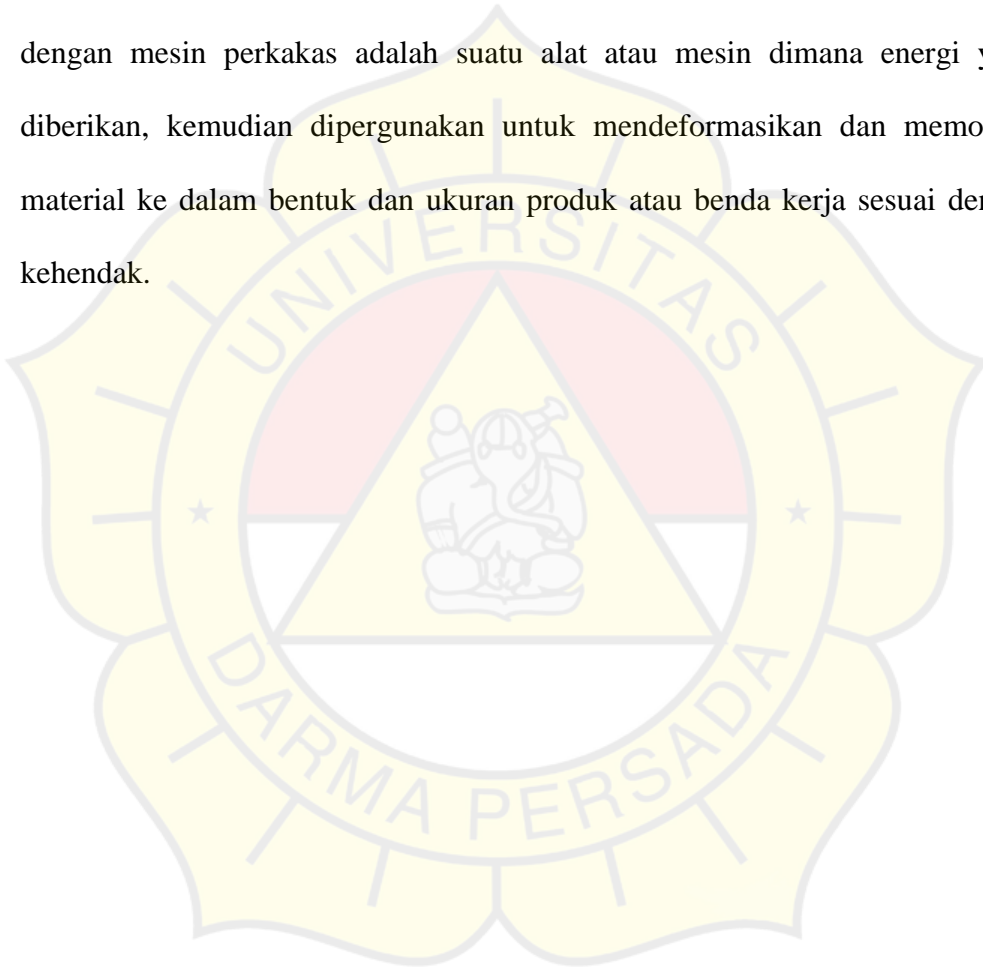 dengan mesin perkakas adalah suatu alat atau mesin dimana energi
diberikan, kemudian dipergunakan untuk mendeformasikan dan
material ke dalam bentuk dan ukuran produk atau benda kerja sesuai
kehendak.
UNIVERSITAS
DARMA PERSADA